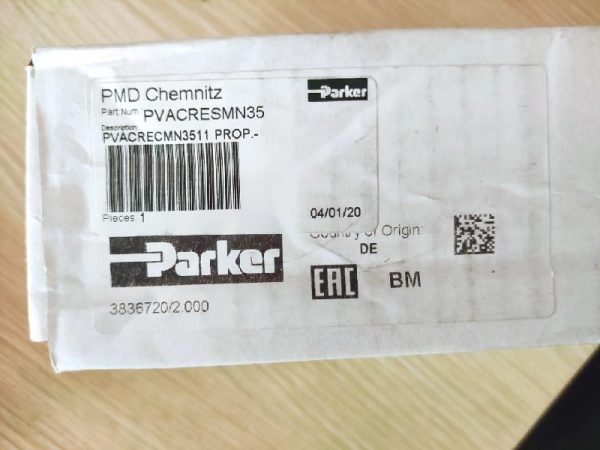 PMD Chemnitz
Parker
Part Num PVACRESMN35
Description:
PVACRECMN3511 PROP.-
Pieces: 1
04/01/20
Country of Origin:
DE
Parker
EAC
BM
3836720/2.000